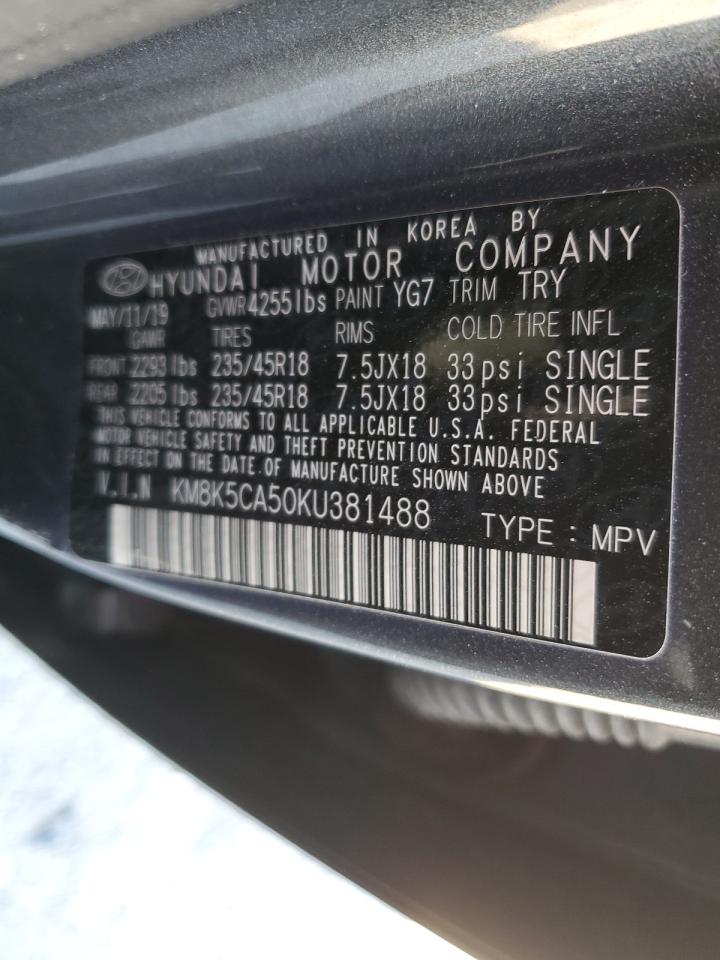 MANUFACTURED IN KOREA BY
HYUNDAI MOTOR COMPANY
MAY/11/19 GVWR 4255lbs PAINT YG7 TRIM TRY
GAWR TIRES RIMS COLD TIRE INFL
FRONT 2293lbs 235/45R18 7.5JX18 33psi SINGLE
REAR 2205lbs 235/45R18 7.5JX18 33psi SINGLE
THIS VEHICLE CONFORMS TO ALL APPLICABLE U.S.A. FEDERAL
MOTOR VEHICLE SAFETY AND THEFT PREVENTION STANDARDS
IN EFFECT ON THE DATE OF MANUFACTURE SHOWN ABOVE
V.I.N KM8K5CA50KU381488 TYPE : MPV